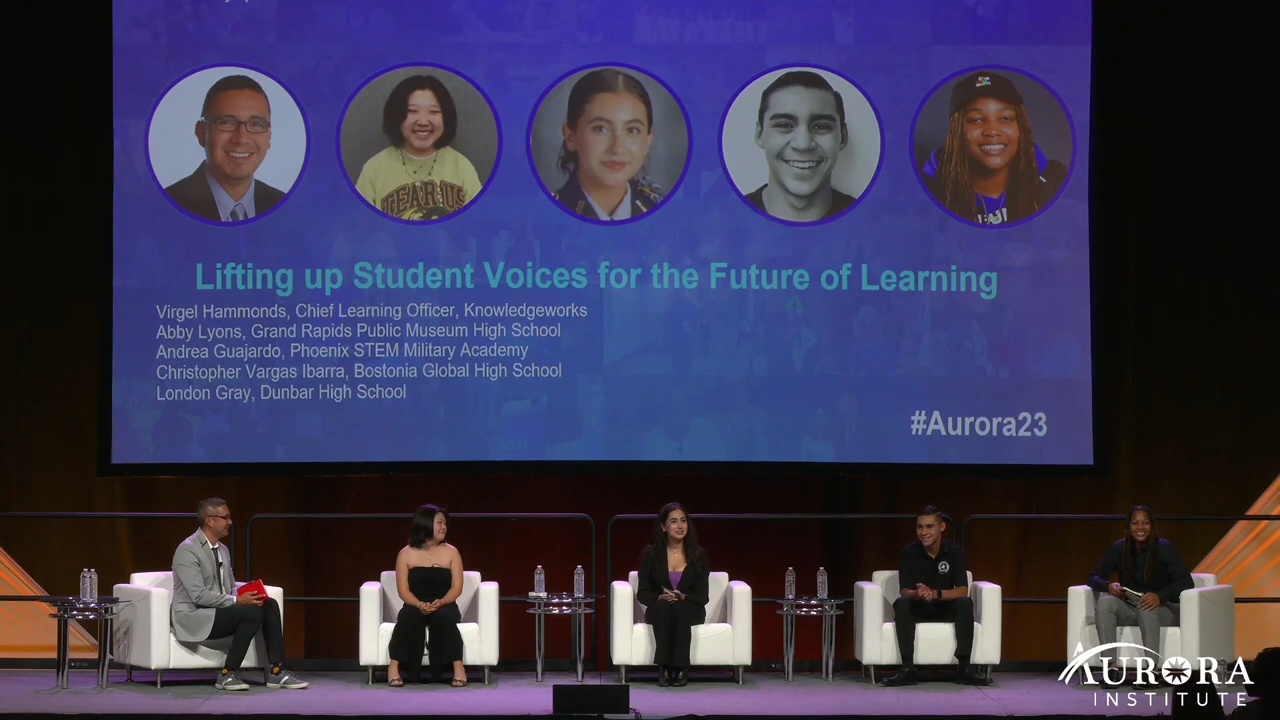 TEAR US
Lifting up Student Voices for the Future of Learning
Virgel Hammonds, Chief Learning Officer, Knowledgeworks
Abby Lyons, Grand Rapids Public Museum High School
Andrea Guajardo, Phoenix STEM Military Academy
Christopher Vargas Ibarra, Bostonia Global High School
London Gray, Dunbar High School
#Aurora23
AURORA
INSTITUTE